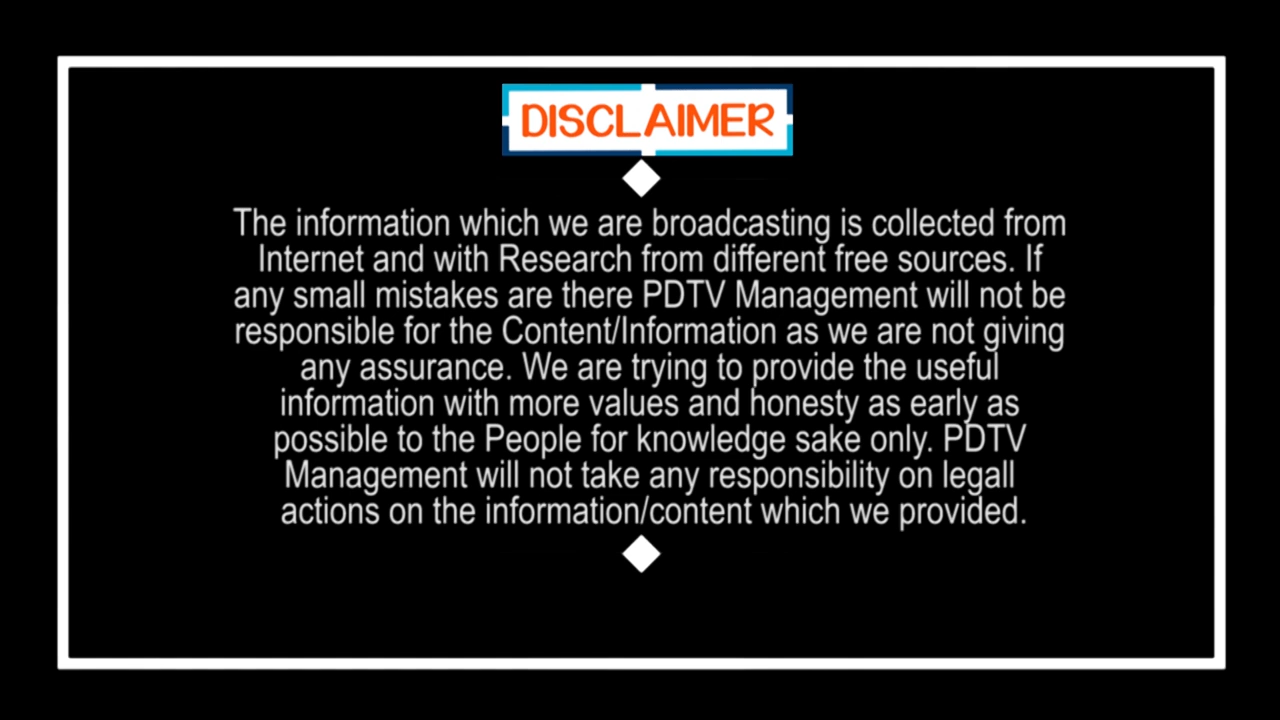 DISCLAIMER
The information which we are broadcasting is collected from
Internet and with Research from different free sources. If
any small mistakes are there PDTV Management will not be
responsible for the Content/Information as we are not giving
any assurance. We are trying to provide the useful
information with more values and honesty as early as
possible to the People for knowledge sake only. PDTV
Management will not take any responsibility on legall
actions on the information/content which we provided.